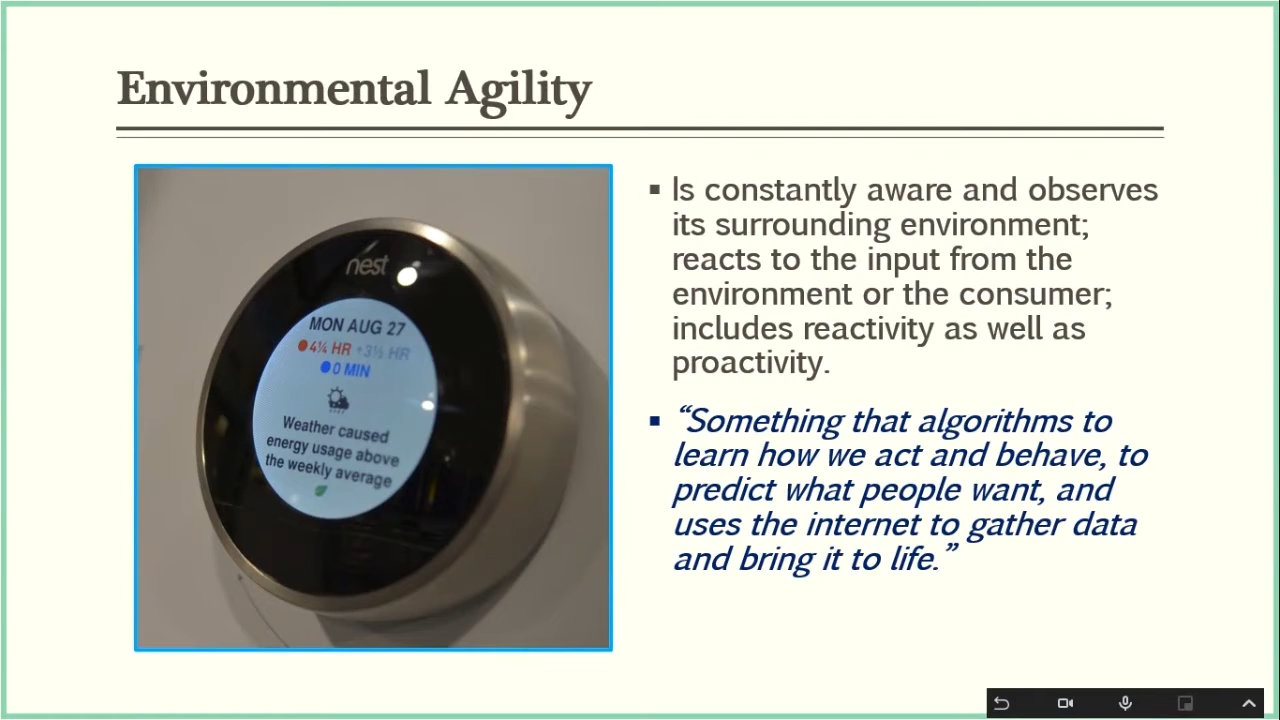 Environmental Agility
nest
MON AUG 27
4¼ HR +3½ HR
0 MIN
Weather caused
energy usage above
the weekly average
▪ Is constantly aware and observes
its surrounding environment;
reacts to the input from the
environment or the consumer;
includes reactivity as well as
proactivity.
▪ “Something that algorithms to
learn how we act and behave, to
predict what people want, and
uses the internet to gather data
and bring it to life.”